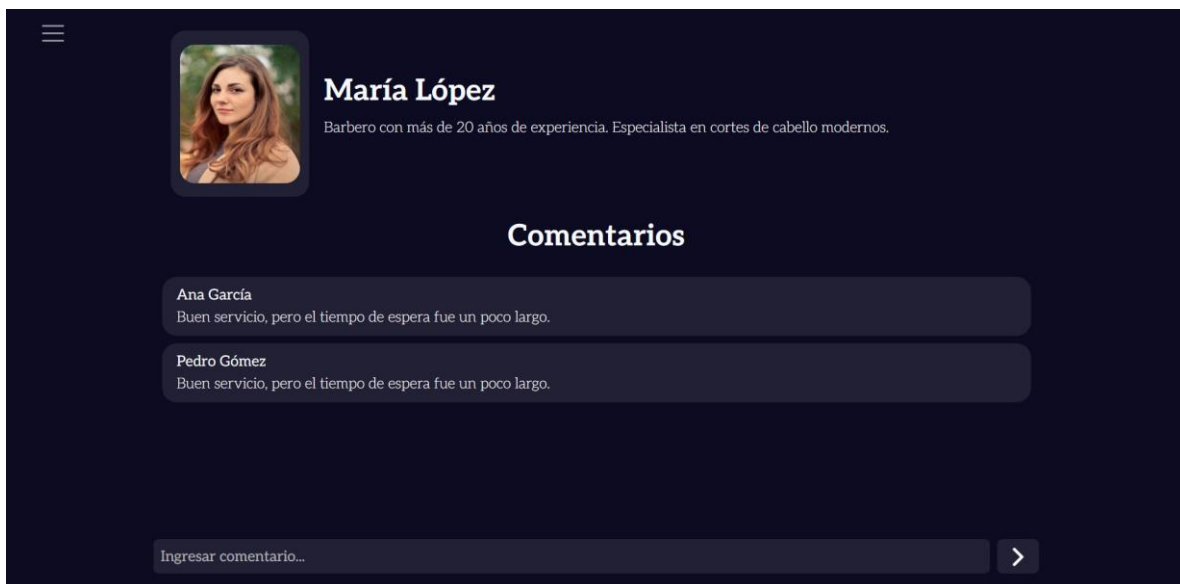 María López
Barbero con más de 20 años de experiencia. Especialista en cortes de cabello modernos.
Comentarios
Ana García
Buen servicio, pero el tiempo de espera fue un poco largo.
Pedro Gómez
Buen servicio, pero el tiempo de espera fue un poco largo.
Ingresar comentario...